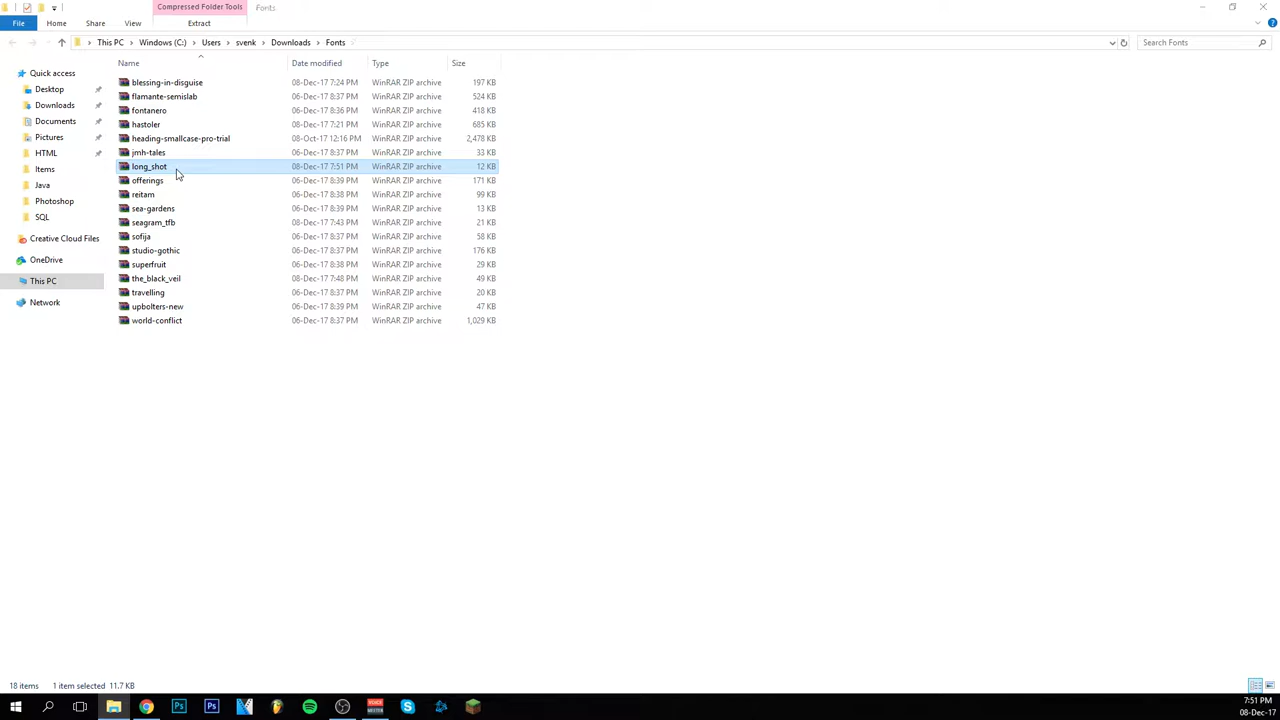 Compressed Folder Tools Fonts
File Home Share View Extract
This PC Windows (C:) Users svenk Downloads Fonts Search Fonts
Name Date modified Type Size
Quick access
Desktop
Downloads
Documents
Pictures
HTML
Items
Java
Photoshop
SQL
Creative Cloud Files
OneDrive
This PC
Network
blessing-in-disguise 08-Dec-17 7:24 PM WinRAR ZIP archive 197 KB
flamante-semislab 06-Dec-17 8:37 PM WinRAR ZIP archive 524 KB
fontanero 06-Dec-17 8:36 PM WinRAR ZIP archive 418 KB
hastoler 08-Dec-17 7:21 PM WinRAR ZIP archive 685 KB
heading-smallcase-pro-trial 08-Oct-17 12:16 PM WinRAR ZIP archive 2,478 KB
jmh-tales 06-Dec-17 8:37 PM WinRAR ZIP archive 33 KB
long_shot 08-Dec-17 7:51 PM WinRAR ZIP archive 12 KB
offerings 06-Dec-17 8:39 PM WinRAR ZIP archive 171 KB
reitam 06-Dec-17 8:38 PM WinRAR ZIP archive 99 KB
sea-gardens 06-Dec-17 8:39 PM WinRAR ZIP archive 13 KB
seagram_tfb 08-Dec-17 7:43 PM WinRAR ZIP archive 21 KB
sofija 06-Dec-17 8:37 PM WinRAR ZIP archive 58 KB
studio-gothic 06-Dec-17 8:37 PM WinRAR ZIP archive 176 KB
superfruit 06-Dec-17 8:38 PM WinRAR ZIP archive 29 KB
the_black_veil 08-Dec-17 7:48 PM WinRAR ZIP archive 49 KB
travelling 06-Dec-17 8:37 PM WinRAR ZIP archive 20 KB
upbolters-new 06-Dec-17 8:39 PM WinRAR ZIP archive 47 KB
world-conflict 06-Dec-17 8:37 PM WinRAR ZIP archive 1,029 KB
18 items 1 item selected 11.7 KB
Ps Ps
7:51 PM
08-Dec-17